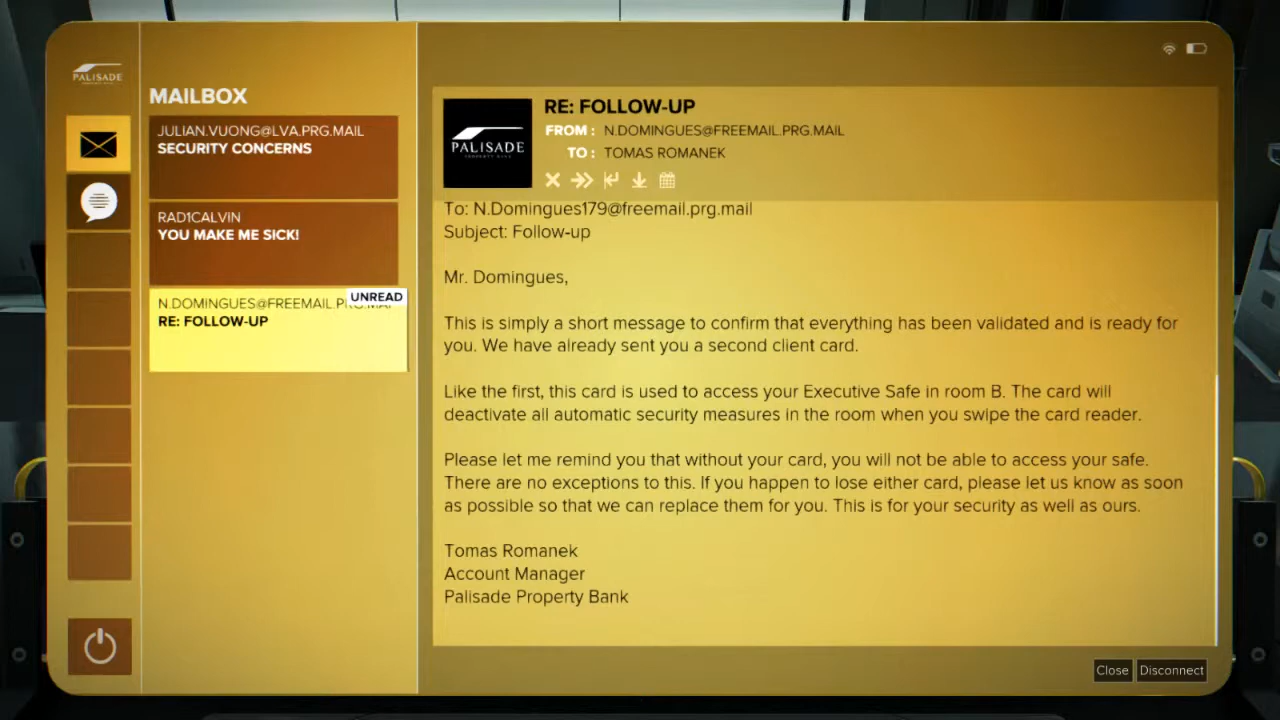 PALISADE
MAILBOX
JULIAN.VUONG@LVA.PRG.MAIL
SECURITY CONCERNS
RAD1CALVIN
YOU MAKE ME SICK!
UNREAD
N.DOMINGUES@FREEMAIL.PRG.MAI
RE: FOLLOW-UP
PALISADE
PROPERTY BANK
RE: FOLLOW-UP
FROM : N.DOMINGUES@FREEMAIL.PRG.MAIL
TO : TOMAS ROMANEK
To: N.Domingues179@freemail.prg.mail
Subject: Follow-up
Mr. Domingues,
This is simply a short message to confirm that everything has been validated and is ready for
you. We have already sent you a second client card.
Like the first, this card is used to access your Executive Safe in room B. The card will
deactivate all automatic security measures in the room when you swipe the card reader.
Please let me remind you that without your card, you will not be able to access your safe.
There are no exceptions to this. If you happen to lose either card, please let us know as soon
as possible so that we can replace them for you. This is for your security as well as ours.
Tomas Romanek
Account Manager
Palisade Property Bank
Close
Disconnect